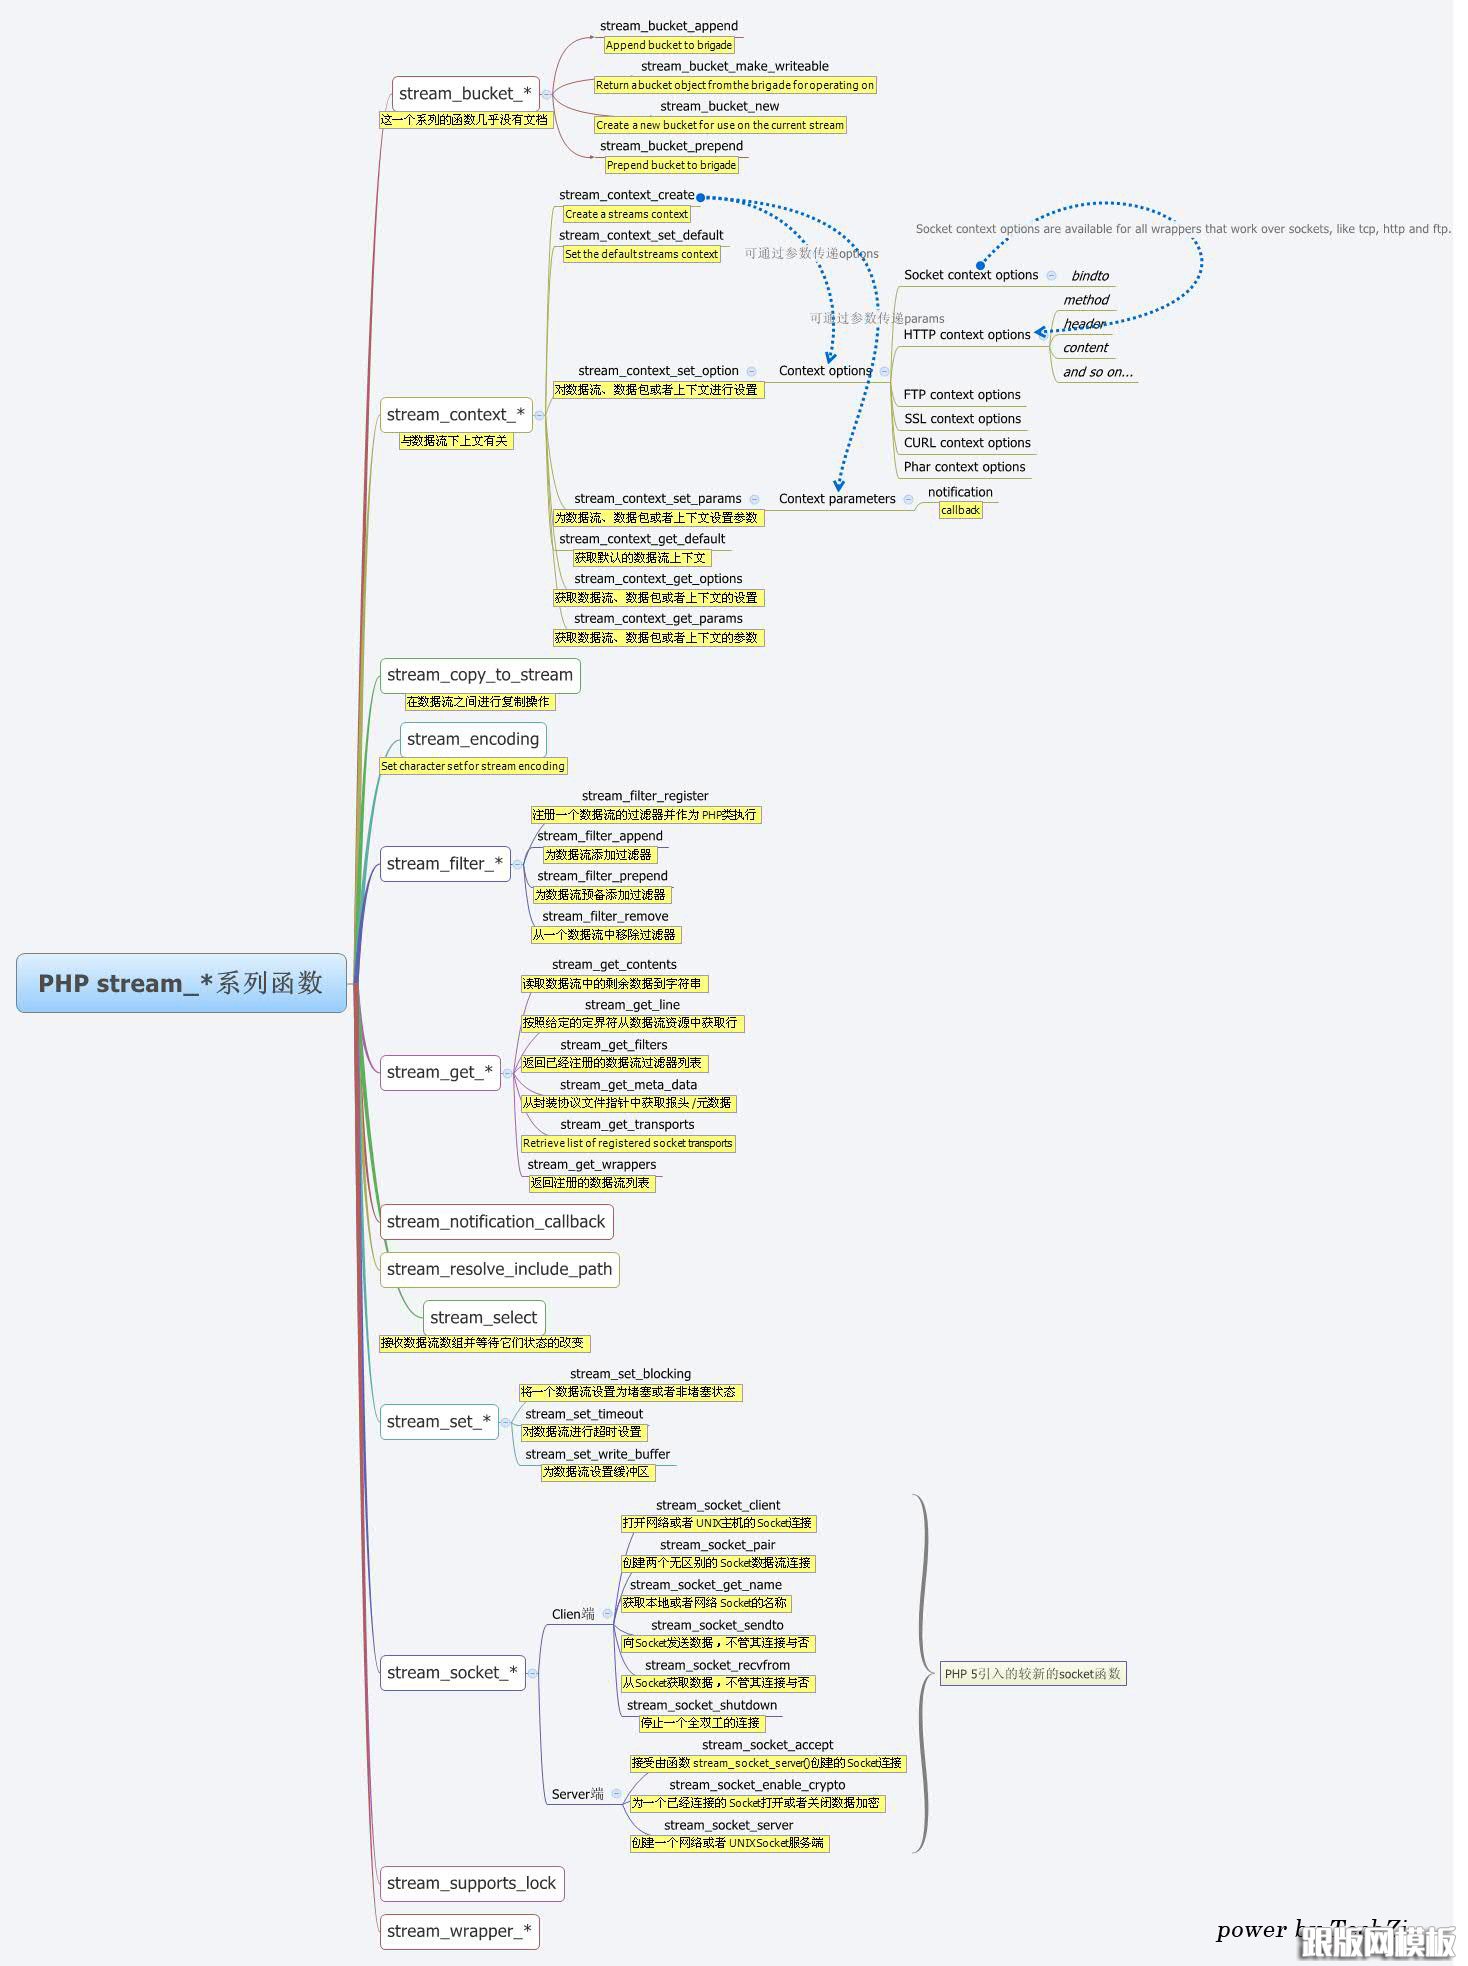 PHP stream_*系列函数
stream_bucket_*
这一个系列的函数几乎没有文档
stream_bucket_append
Append bucket to brigade
stream_bucket_make_writeable
Return a bucket object from the brigade for operating on
stream_bucket_new
Create a new bucket for use on the current stream
stream_bucket_prepend
Prepend bucket to brigade
stream_context_*
与数据流下上文有关
stream_context_create
Create a streams context
stream_context_set_default
Set the default streams context
可通过参数传递options
可通过参数传递params
stream_context_set_option
对数据流、数据包或者上下文进行设置
Context options
Socket context options are available for all wrappers that work over sockets, like tcp, http and ftp.
Socket context options
bindto
HTTP context options
method
header
content
and so on...
FTP context options
SSL context options
CURL context options
Phar context options
stream_context_set_params
为数据流、数据包或者上下文设置参数
Context parameters
notification
callback
stream_context_get_default
获取默认的数据流上下文
stream_context_get_options
获取数据流、数据包或者上下文的设置
stream_context_get_params
获取数据流、数据包或者上下文的参数
stream_copy_to_stream
在数据流之间进行复制操作
stream_encoding
Set character set for stream encoding
stream_filter_*
stream_filter_register
注册一个数据流的过滤器并作为 PHP类执行
stream_filter_append
为数据流添加过滤器
stream_filter_prepend
为数据流预备添加过滤器
stream_filter_remove
从一个数据流中移除过滤器
stream_get_*
stream_get_contents
读取数据流中的剩余数据到字符串
stream_get_line
按照给定的定界符从数据流资源中获取行
stream_get_filters
返回已经注册的数据流过滤器列表
stream_get_meta_data
从封装协议文件指针中获取报头 /元数据
stream_get_transports
Retrieve list of registered socket transports
stream_get_wrappers
返回注册的数据流列表
stream_notification_callback
stream_resolve_include_path
stream_select
接收数据流数组并等待它们状态的改变
stream_set_*
stream_set_blocking
将一个数据流设置为堵塞或者非堵塞状态
stream_set_timeout
对数据流进行超时设置
stream_set_write_buffer
为数据流设置缓冲区
stream_socket_*
Clien端
stream_socket_client
打开网络或者 UNIX主机的 Socket连接
stream_socket_pair
创建两个无区别的 Socket数据流连接
stream_socket_get_name
获取本地或者网络 Socket的名称
stream_socket_sendto
向Socket发送数据，不管其连接与否
stream_socket_recvfrom
从Socket获取数据，不管其连接与否
stream_socket_shutdown
停止一个全双工的连接
Server端
stream_socket_accept
接受由函数 stream_socket_server()创建的 Socket连接
stream_socket_enable_crypto
为一个已经连接的 Socket打开或者关闭数据加密
stream_socket_server
创建一个网络或者 UNIX Socket服务端
PHP 5引入的较新的socket函数
stream_supports_lock
stream_wrapper_*
power by
跟版网模板